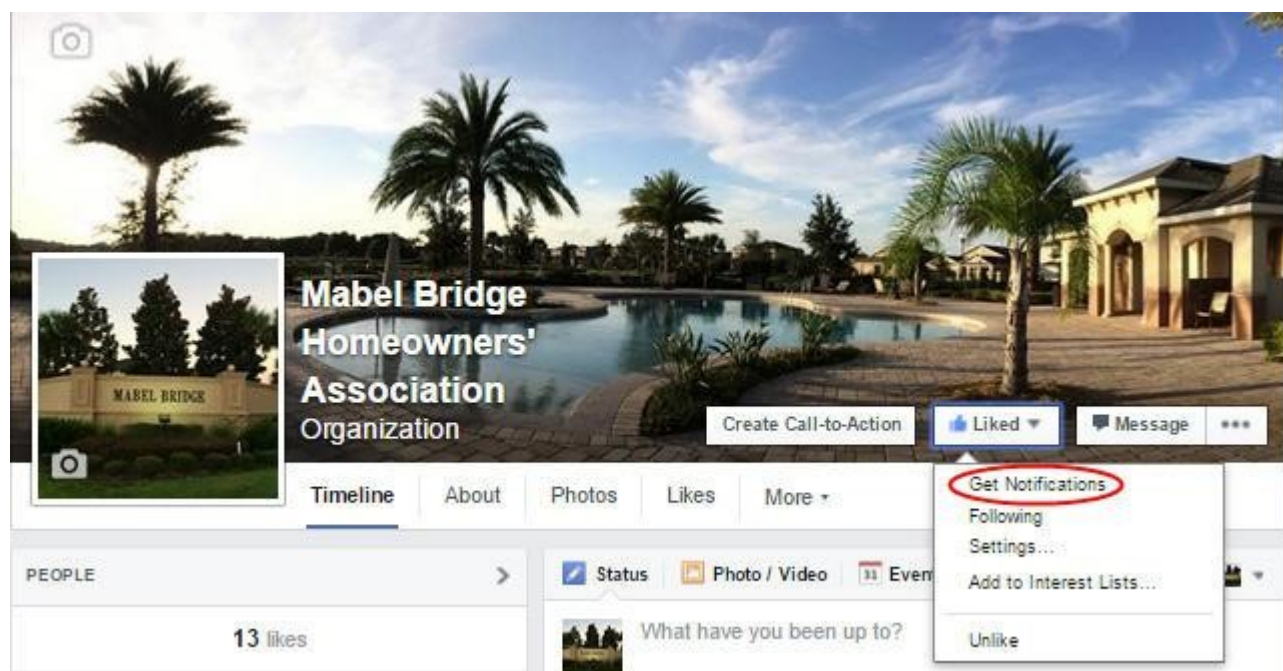 Mabel Bridge
Homeowners'
Association
Organization
MABEL BRIDGE
Create Call-to-Action
Liked
Message
Timeline
About
Photos
Likes
More
Get Notifications
Following
Settings...
Add to Interest Lists...
Unlike
PEOPLE
13 likes
Status
Photo / Video
31
Even
What have you been up to?